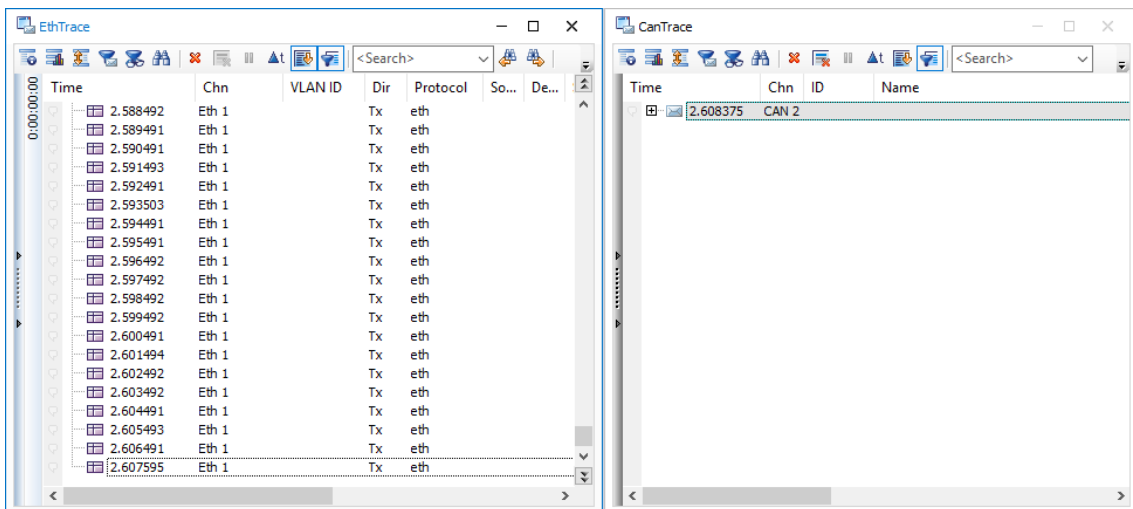 EthTrace
<Search>
0:00:00:00
Time Chn VLAN ID Dir Protocol So... De...
2.588492 Eth 1 Tx eth
2.589491 Eth 1 Tx eth
2.590491 Eth 1 Tx eth
2.591493 Eth 1 Tx eth
2.592491 Eth 1 Tx eth
2.593503 Eth 1 Tx eth
2.594491 Eth 1 Tx eth
2.595491 Eth 1 Tx eth
2.596492 Eth 1 Tx eth
2.597492 Eth 1 Tx eth
2.598492 Eth 1 Tx eth
2.599492 Eth 1 Tx eth
2.600491 Eth 1 Tx eth
2.601494 Eth 1 Tx eth
2.602492 Eth 1 Tx eth
2.603492 Eth 1 Tx eth
2.604491 Eth 1 Tx eth
2.605493 Eth 1 Tx eth
2.606491 Eth 1 Tx eth
2.607595 Eth 1 Tx eth
CanTrace
<Search>
Time Chn ID Name
2.608375 CAN 2